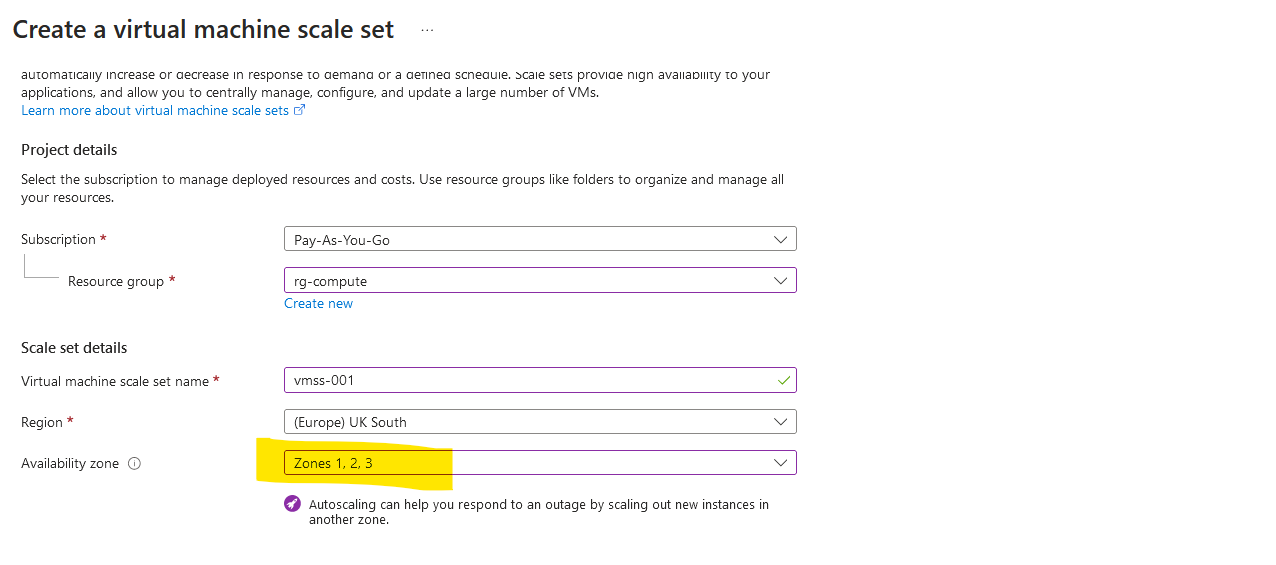 Create a virtual machine scale set ...
automatically increase or decrease in response to demand or a defined schedule. Scale sets provide high availability to your
applications, and allow you to centrally manage, configure, and update a large number of VMs.
Learn more about virtual machine scale sets
Project details
Select the subscription to manage deployed resources and costs. Use resource groups like folders to organize and manage all
your resources.
Subscription *
Pay-As-You-Go
Resource group *
rg-compute
Create new
Scale set details
Virtual machine scale set name *
vmss-001
Region *
(Europe) UK South
Availability zone
Zones 1, 2, 3
Autoscaling can help you respond to an outage by scaling out new instances in
another zone.